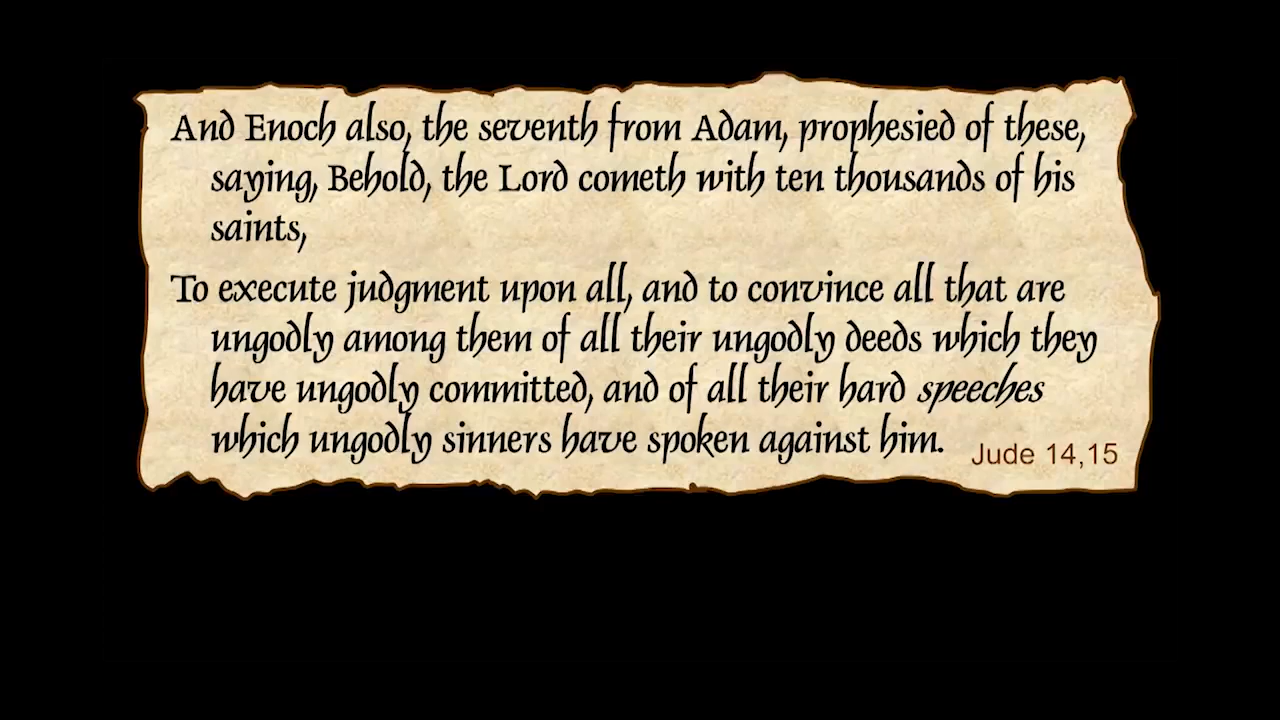 And Enoch also, the seventh from Adam, prophesied of these,
saying, Behold, the Lord cometh with ten thousands of his
saints,
To execute judgment upon all, and to convince all that are
ungodly among them of all their ungodly deeds which they
have ungodly committed, and of all their hard speeches
which ungodly sinners have spoken against him.
Jude 14,15